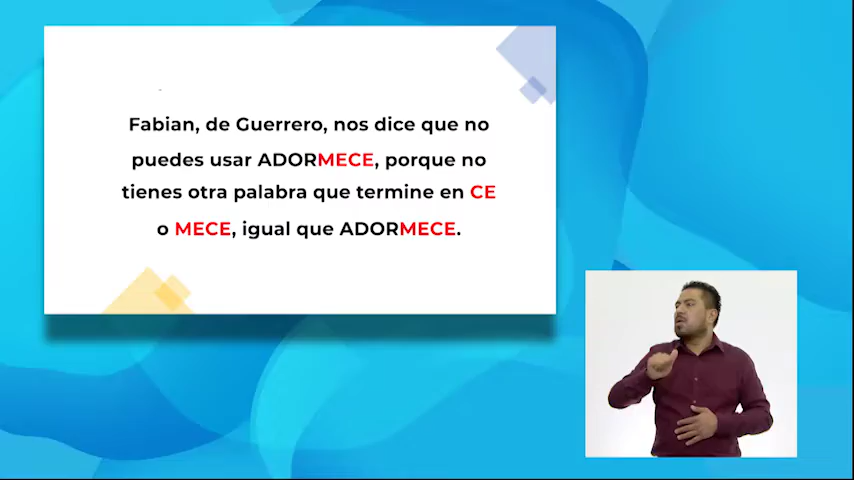 Fabian, de Guerrero, nos dice que no
puedes usar ADORMECE, porque no
tienes otra palabra que termine en CE
o MECE, igual que ADORMECE.